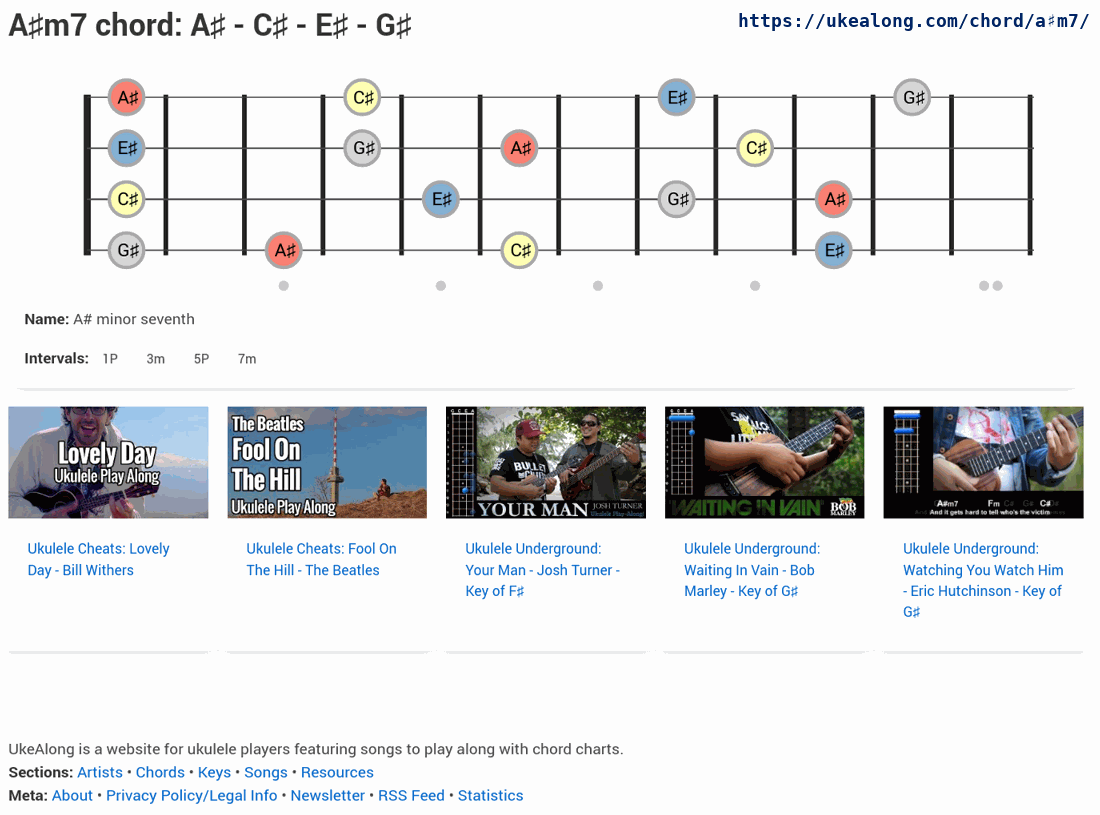 A♯m7 chord: A♯ - C♯ - E♯ - G♯
https://ukealong.com/chord/a♯m7/
A♯ C♯ E♯ G♯
E♯ G♯ A♯ C♯
C♯ E♯ G♯ A♯
G♯ A♯ C♯ E♯
Name: A# minor seventh
Intervals: 1P 3m 5P 7m
Lovely Day
Ukulele Play Along
The Beatles
Fool On
The Hill
Ukulele Play Along
G C E A
BULLET
YOUR MAN
JOSH TURNER
Ukulele Play-Along!
G C E A
WAITING IN VAIN
BOB
MARLEY
A#m7 Fm C# G# C#
And it gets hard to tell who's the victim
Ukulele Cheats: Lovely
Day - Bill Withers
Ukulele Cheats: Fool On
The Hill - The Beatles
Ukulele Underground:
Your Man - Josh Turner -
Key of F♯
Ukulele Underground:
Waiting In Vain - Bob
Marley - Key of G♯
Ukulele Underground:
Watching You Watch Him
- Eric Hutchinson - Key of
G♯
UkeAlong is a website for ukulele players featuring songs to play along with chord charts.
Sections: Artists • Chords • Keys • Songs • Resources
Meta: About • Privacy Policy/Legal Info • Newsletter • RSS Feed • Statistics